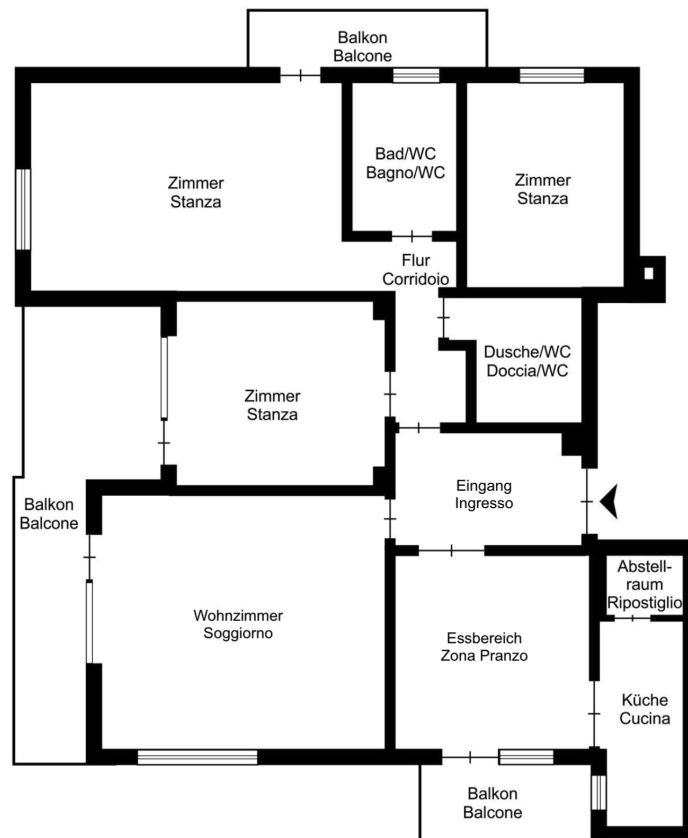 Balkon
Balcone
Zimmer
Stanza
Bad/WC
Bagno/WC
Zimmer
Stanza
Flur
Corridoio
Dusche/WC
Doccia/WC
Zimmer
Stanza
Eingang
Ingresso
Balkon
Balcone
Abstell-
raum
Ripostiglio
Wohnzimmer
Soggiorno
Essbereich
Zona Pranzo
Küche
Cucina
Balkon
Balcone